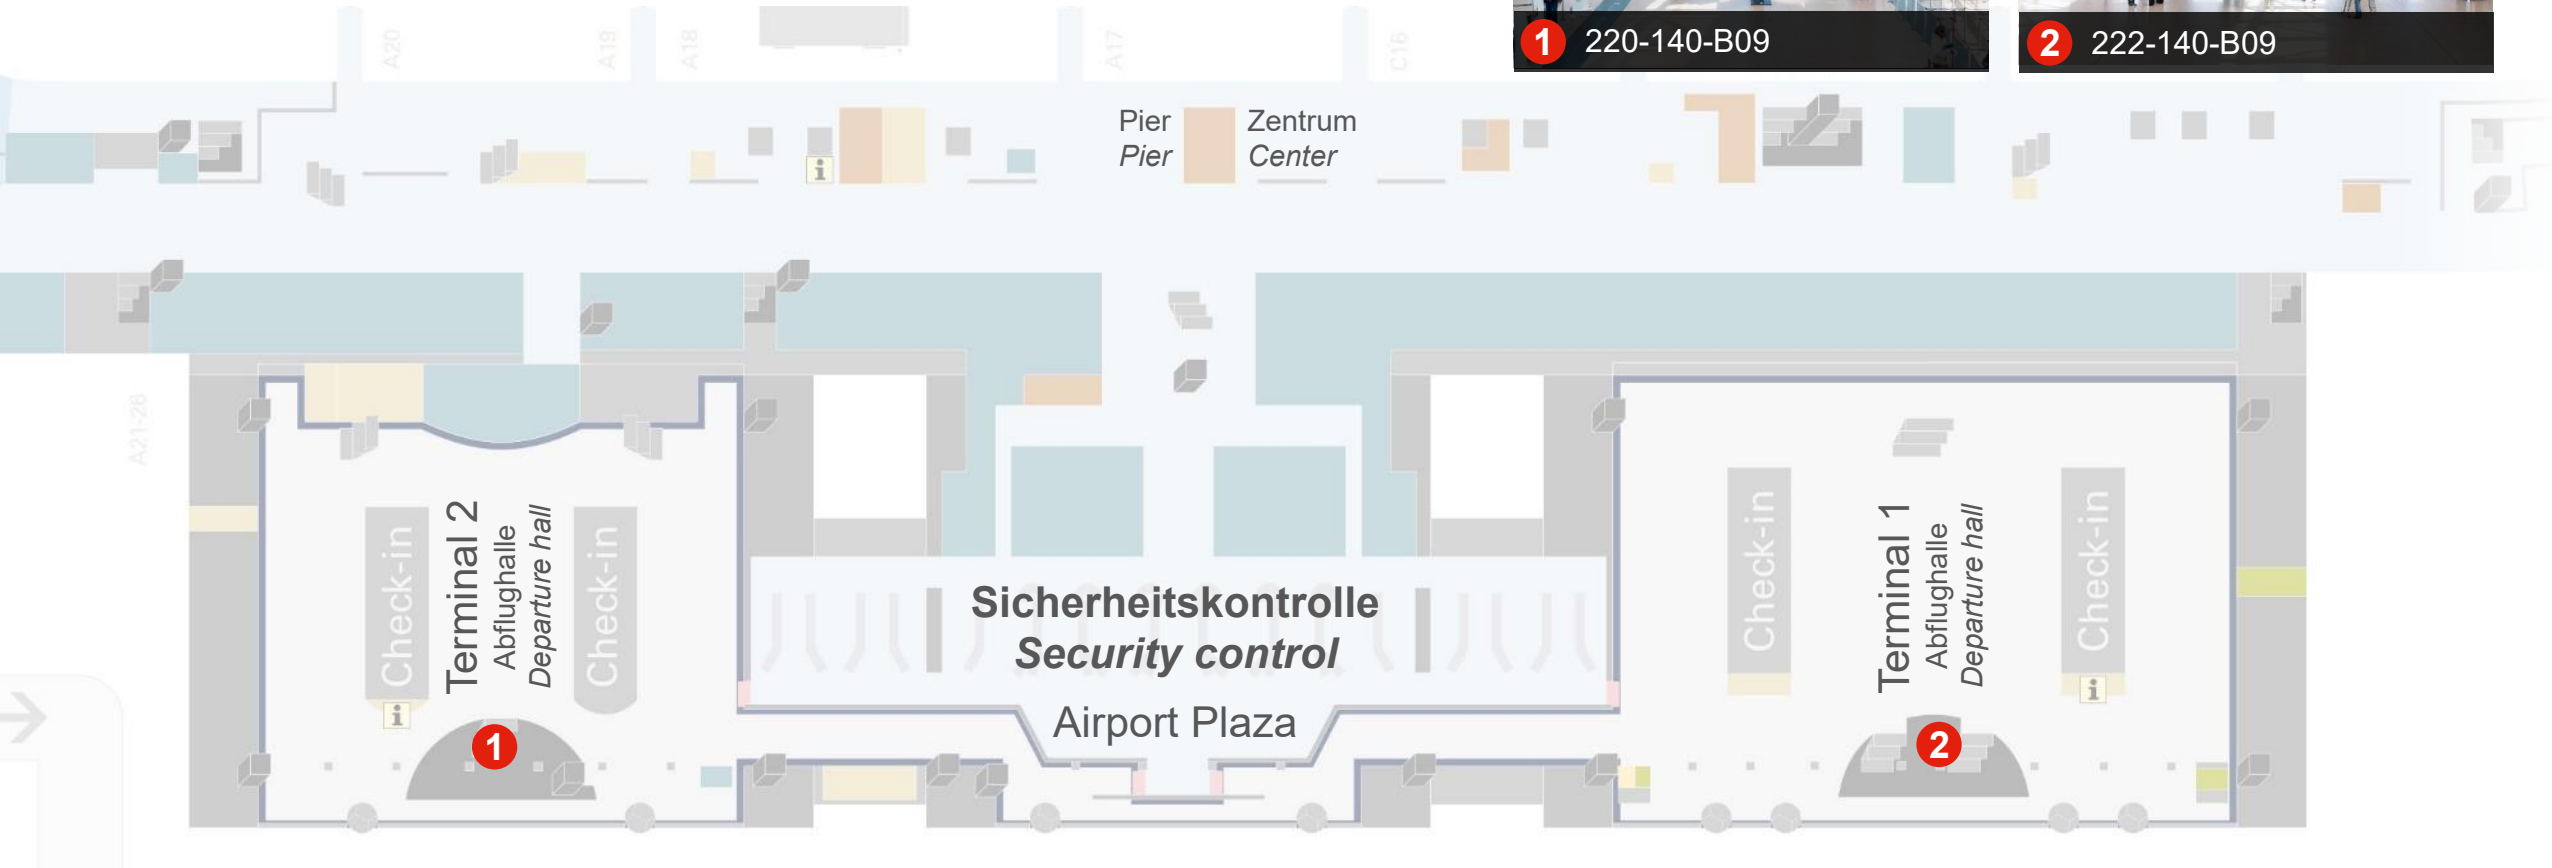 1 220-140-B09
2 222-140-B09
A20
A19
A18
A17
C16
Pier
Pier
Zentrum
Center
i
A21-26
Check-in
Terminal 2
Abflughalle
Departure hall
Check-in
i
1
Sicherheitskontrolle
Security control
Airport Plaza
Check-in
Terminal 1
Abflughalle
Departure hall
Check-in
i
2